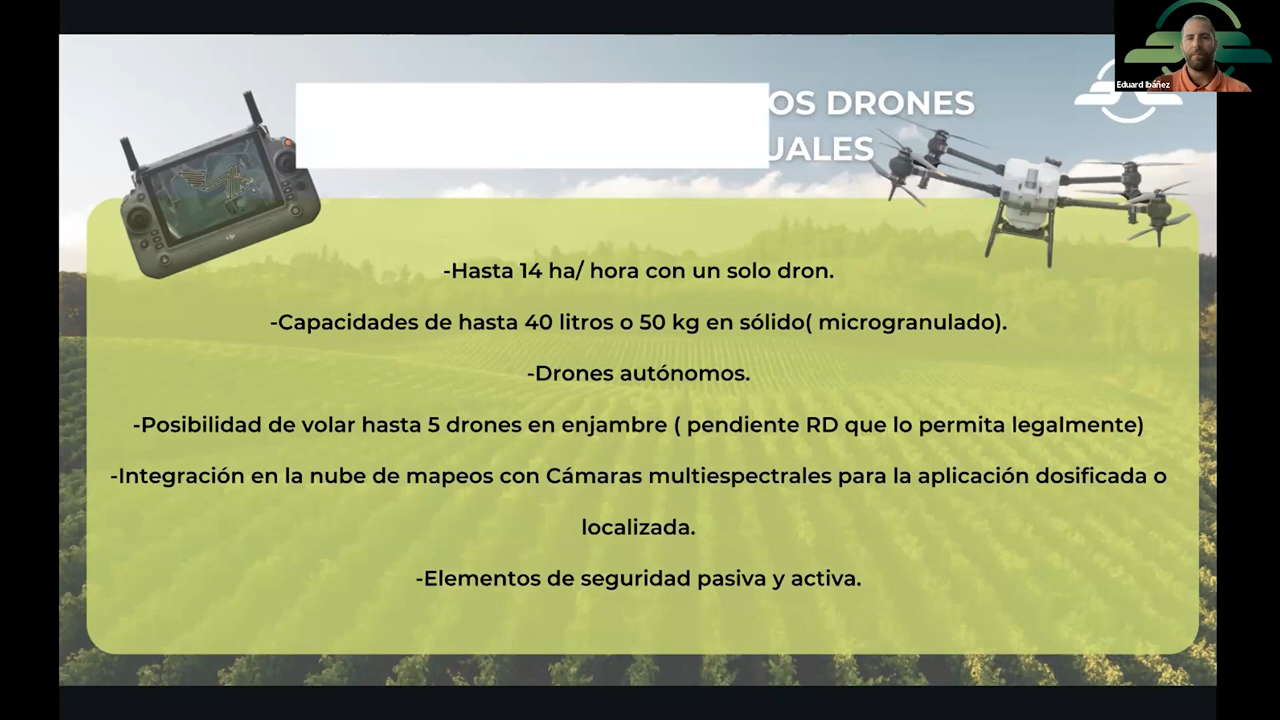 OS DRONES
UALES
Eduard Ibáñez
-Hasta 14 ha/ hora con un solo dron.
-Capacidades de hasta 40 litros o 50 kg en sólido( microgranulado).
-Drones autónomos.
-Posibilidad de volar hasta 5 drones en enjambre ( pendiente RD que lo permita legalmente)
-Integración en la nube de mapeos con Cámaras multiespectrales para la aplicación dosificada o
localizada.
-Elementos de seguridad pasiva y activa.